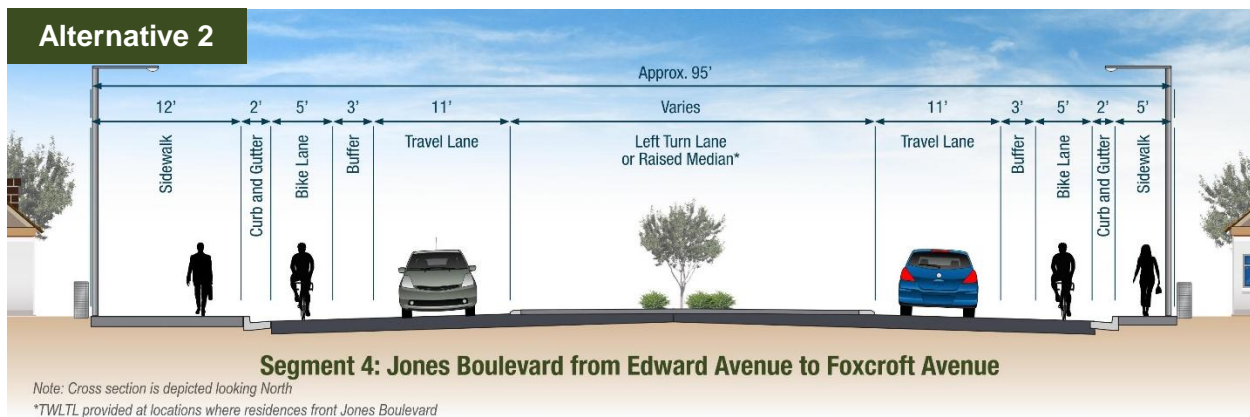 Alternative 2
Approx. 95'
12' 2' 5' 3' 11' Varies 11' 3' 5' 2' 5'
Sidewalk
Curb and Gutter
Bike Lane
Buffer
Travel Lane
Left Turn Lane
or Raised Median*
Travel Lane
Buffer
Bike Lane
Curb and Gutter
Sidewalk
Segment 4: Jones Boulevard from Edward Avenue to Foxcroft Avenue
Note: Cross section is depicted looking North
*TWLTL provided at locations where residences front Jones Boulevard